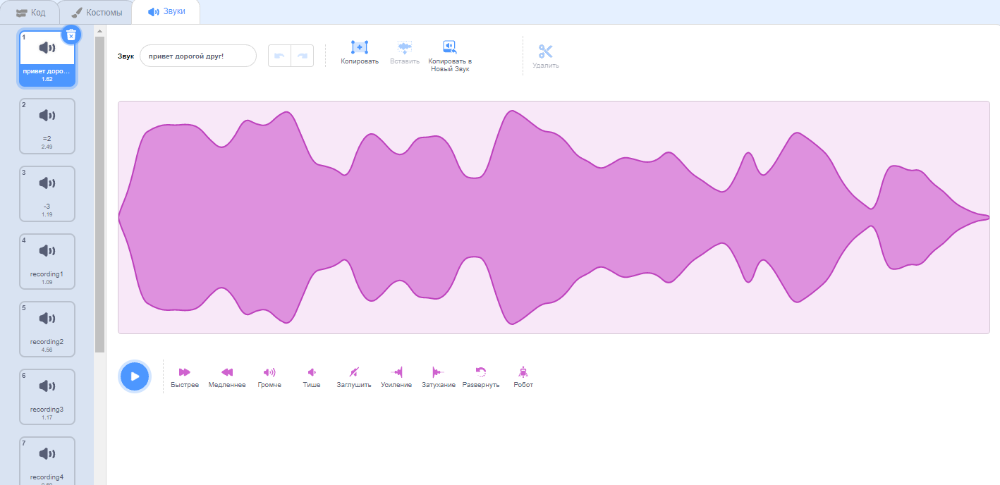 Код
Костюмы
Звуки
1
привет доро...
1.62
2
=2
2.49
3
-3
1.19
4
recording1
1.09
5
recording2
4.56
6
recording3
1.17
7
recording4
Звук
привет дорогой друг!
Копировать
Вставить
Копировать в
Новый Звук
Удалить
Быстрее
Медленнее
Громче
Тише
Заглушить
Усиление
Затухание
Развернуть
Робот